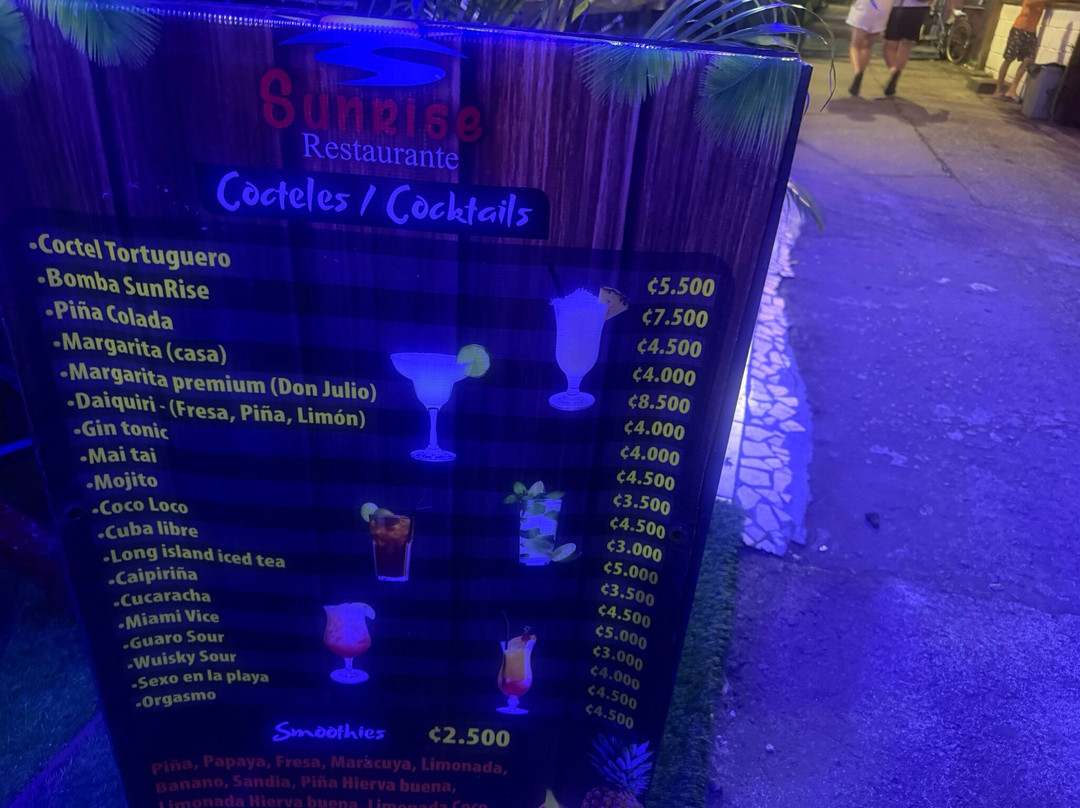 Sunrise
Restaurante
Cocteles / Cocktails
•Coctel Tortuguero ¢5.500
•Bomba SunRise ¢7.500
•Piña Colada ¢4.500
•Margarita (casa) ¢4.000
•Margarita premium (Don Julio) ¢8.500
•Daiquiri - (Fresa, Piña, Limón) ¢4.000
•Gin tonic ¢4.000
•Mai tai ¢4.500
•Mojito ¢3.500
•Coco Loco ¢4.500
•Cuba libre ¢3.000
•Long island iced tea ¢5.000
•Caipiriña ¢3.500
•Cucaracha ¢4.500
•Miami Vice ¢5.000
•Guaro Sour ¢3.000
•Wuisky Sour ¢4.000
•Sexo en la playa ¢4.500
•Orgasmo ¢4.500
Smoothies ¢2.500
Piña, Papaya, Fresa, Maracuya, Limonada,
Banano, Sandia, Piña Hierva buena,
Limonada Hierva buena, Limonada Coco